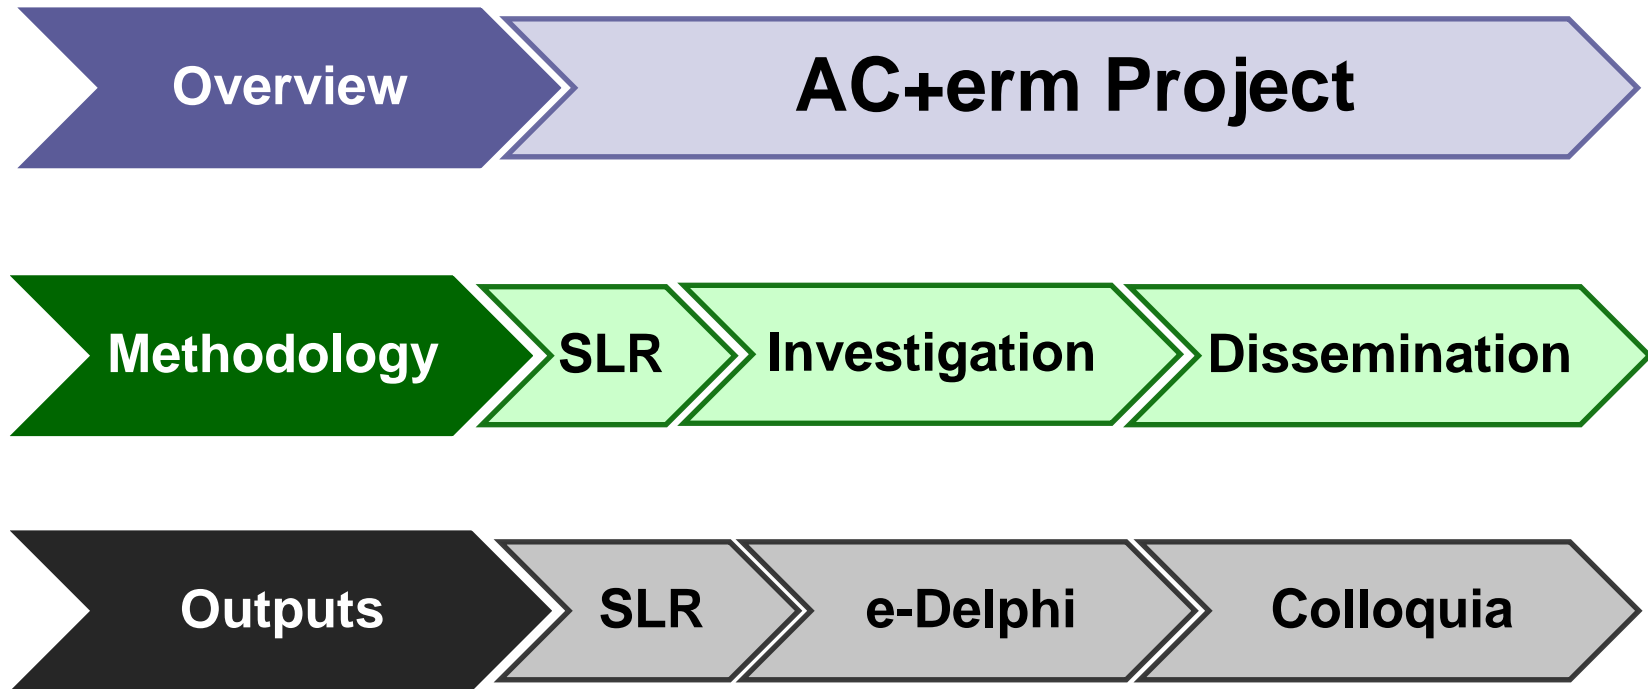 Overview AC+erm Project
Methodology SLR Investigation Dissemination
Outputs SLR e-Delphi Colloquia